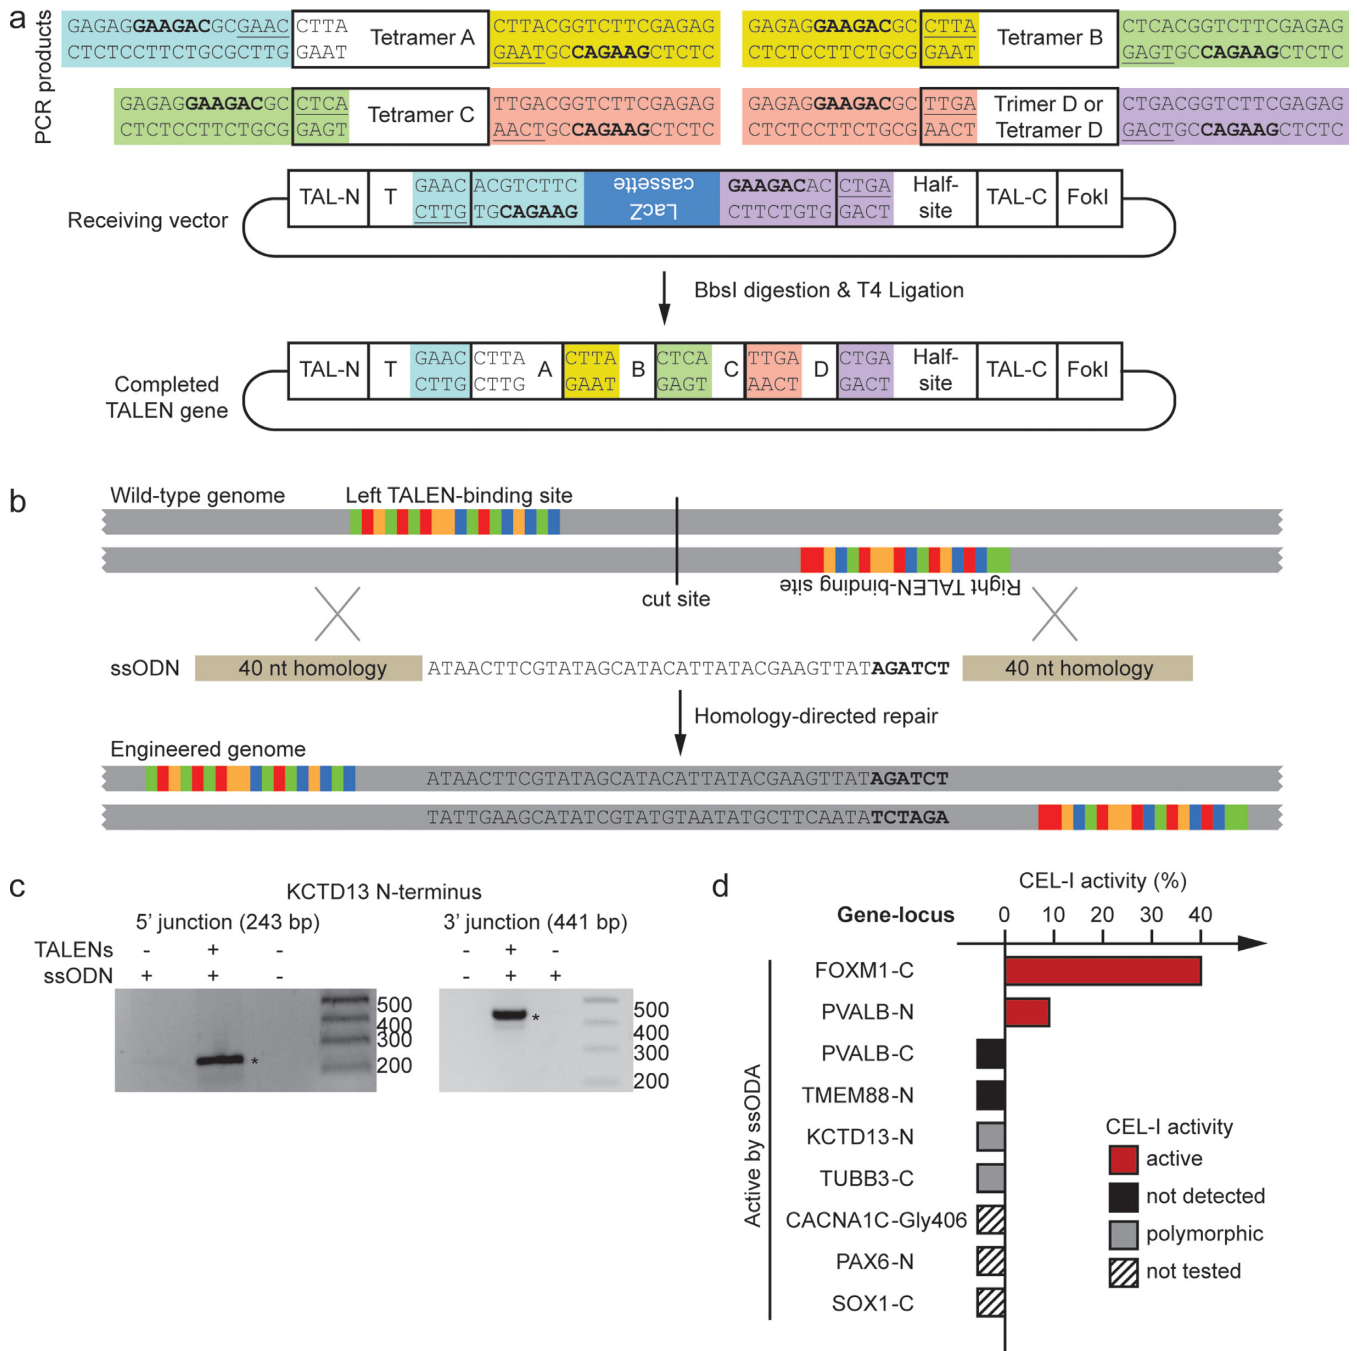 a
PCR products
GAGAGGAAGACGCGAAC CTTA Tetramer A CTTACGGTCTTCGAGAG
CTCTCCTTCTGCGCTTG GAAT GAATGCCAGAAGCTCTC
GAGAGGAAGACGC CTTA Tetramer B CTCACGGTCTTCGAGAG
CTCTCCTTCTGCG GAAT GAGTGCCAGAAGCTCTC
GAGAGGAAGACGC CTCA Tetramer C TTGACGGTCTTCGAGAG
CTCTCCTTCTGCG GAGT AACTGCCAGAAGCTCTC
GAGAGGAAGACGC TTGA Trimer D or CTGACGGTCTTCGAGAG
CTCTCCTTCTGCG AACT Tetramer D GACTGCCAGAAGCTCTC
Receiving vector
TAL-N T GAAC ACGTCTTC LacZ cassette GAAGACAC CTGA Half-site TAL-C FokI
CTTG TGCAGAAG CTTCTGTG GACT
BbsI digestion & T4 Ligation
Completed
TALEN gene
TAL-N T GAAC CTTA A CTTA B CTCA C TTGA D CTGA Half-site TAL-C FokI
CTTG CTTG GAAT GAGT AACT GACT
b
Wild-type genome
Left TALEN-binding site
Right TALEN-binding site
cut site
ssODN
40 nt homology
ATAACTTCGTATAGCATACATTATACGAAGTTATAGATCT
40 nt homology
Homology-directed repair
Engineered genome
ATAACTTCGTATAGCATACATTATACGAAGTTATAGATCT
TATTGAAGCATATCGTATGTAATATGCTTCAATATCTAGA
c
KCTD13 N-terminus
5' junction (243 bp)
3' junction (441 bp)
TALENs - + - - +
ssODN + + - - + +
500
400
300
200
*
500
400
300
200
*
d
CEL-I activity (%)
Gene-locus
0 10 20 30 40
Active by ssODA
FOXM1-C
PVALB-N
PVALB-C
TMEM88-N
KCTD13-N
TUBB3-C
CACNA1C-Gly406
PAX6-N
SOX1-C
CEL-I activity
active
not detected
polymorphic
not tested